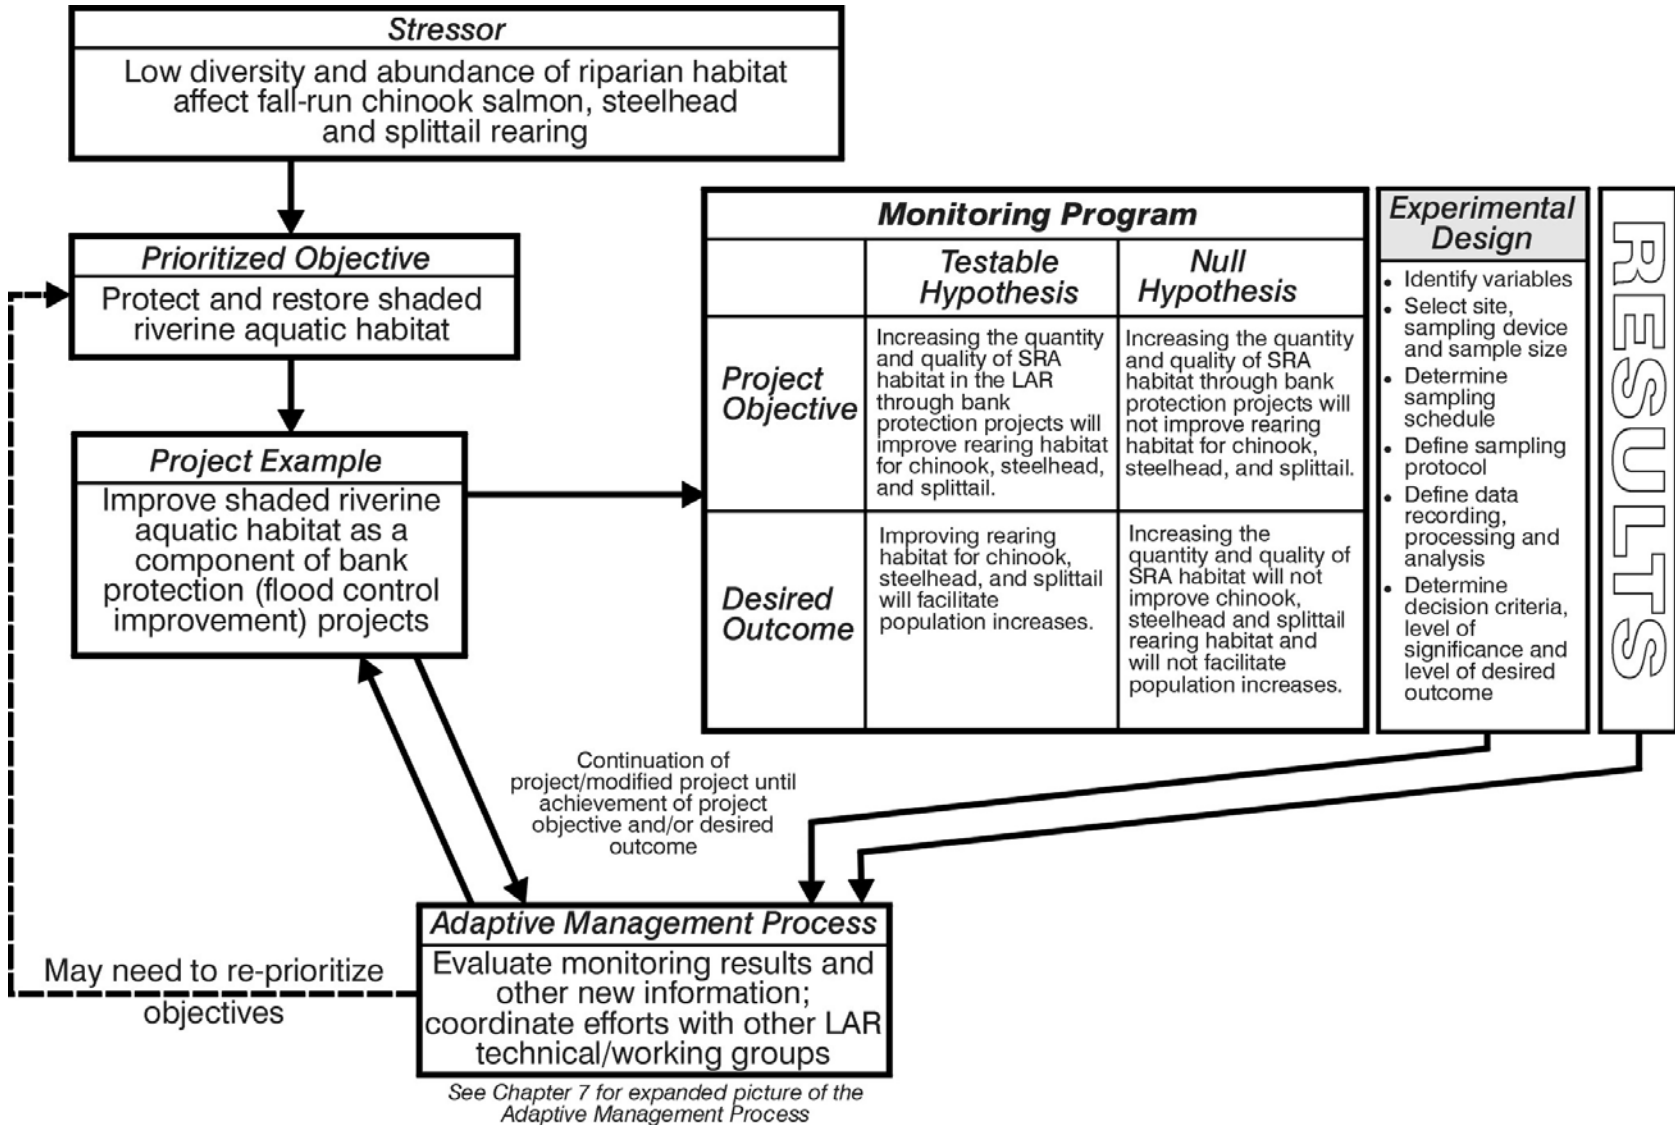 Stressor
Low diversity and abundance of riparian habitat
affect fall-run chinook salmon, steelhead
and splittail rearing
Prioritized Objective
Protect and restore shaded
riverine aquatic habitat
Project Example
Improve shaded riverine
aquatic habitat as a
component of bank
protection (flood control
improvement) projects
Monitoring Program
Testable
Hypothesis
Null
Hypothesis
Project
Objective
Increasing the quantity
and quality of SRA
habitat in the LAR
through bank
protection projects will
improve rearing habitat
for chinook, steelhead,
and splittail.
Increasing the quantity
and quality of SRA
habitat through bank
protection projects will
not improve rearing
habitat for chinook,
steelhead, and splittail.
Desired
Outcome
Improving rearing
habitat for chinook,
steelhead, and splittail
will facilitate
population increases.
Increasing the
quantity and quality of
SRA habitat will not
improve chinook,
steelhead and splittail
rearing habitat and
will not facilitate
population increases.
Experimental
Design
• Identify variables
• Select site,
sampling device
and sample size
• Determine
sampling
schedule
• Define sampling
protocol
• Define data
recording,
processing and
analysis
• Determine
decision criteria,
level of
significance and
level of desired
outcome
RESULTS
Continuation of
project/modified project until
achievement of project
objective and/or desired
outcome
Adaptive Management Process
Evaluate monitoring results and
other new information;
coordinate efforts with other LAR
technical/working groups
May need to re-prioritize
objectives
See Chapter 7 for expanded picture of the
Adaptive Management Process